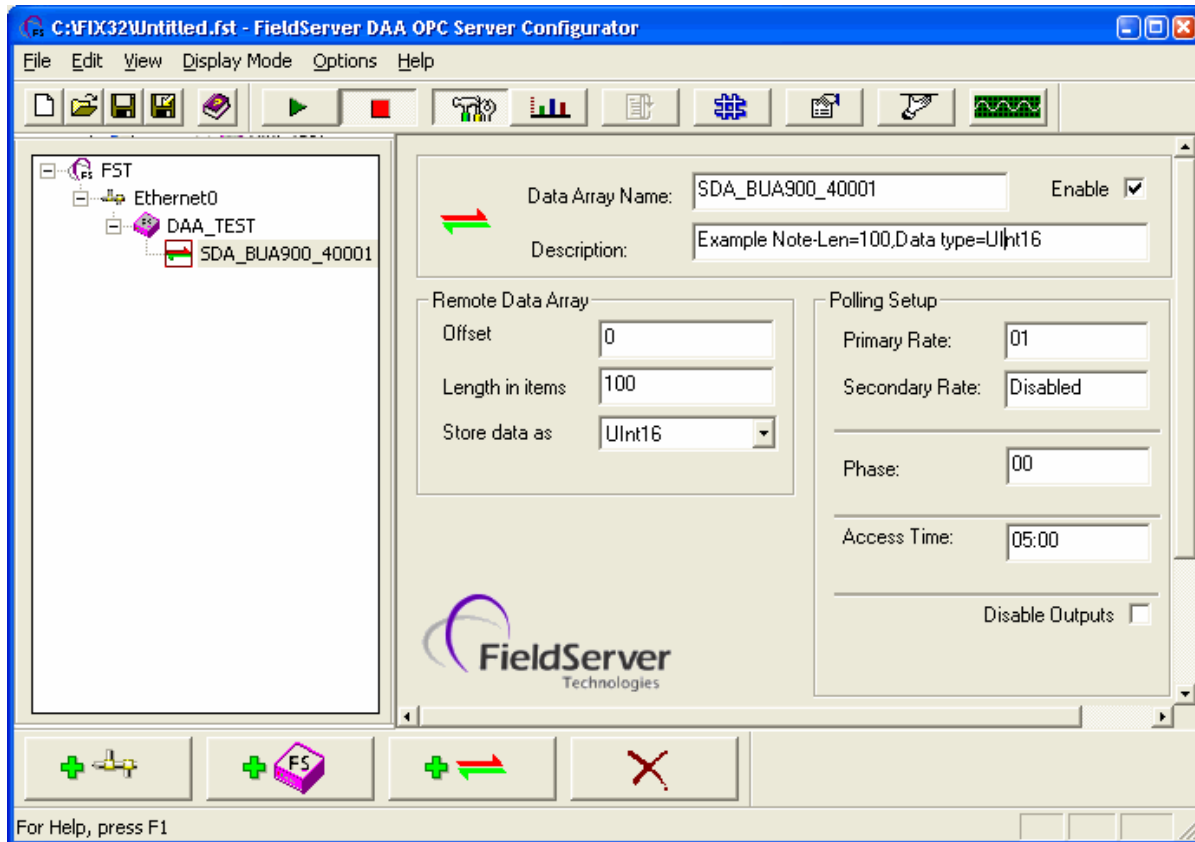 C:\FIX32\Untitled.fst - FieldServer DAA OPC Server Configurator
File Edit View Display Mode Options Help
FST
Ethernet0
DAA_TEST
SDA_BUA900_40001
Data Array Name: SDA_BUA900_40001 Enable
Description: Example Note-Len=100,Data type=UInt16
Remote Data Array
Offset 0
Length in items 100
Store data as UInt16
Polling Setup
Primary Rate: 01
Secondary Rate: Disabled
Phase: 00
Access Time: 05:00
Disable Outputs
FieldServer
Technologies
FS
For Help, press F1